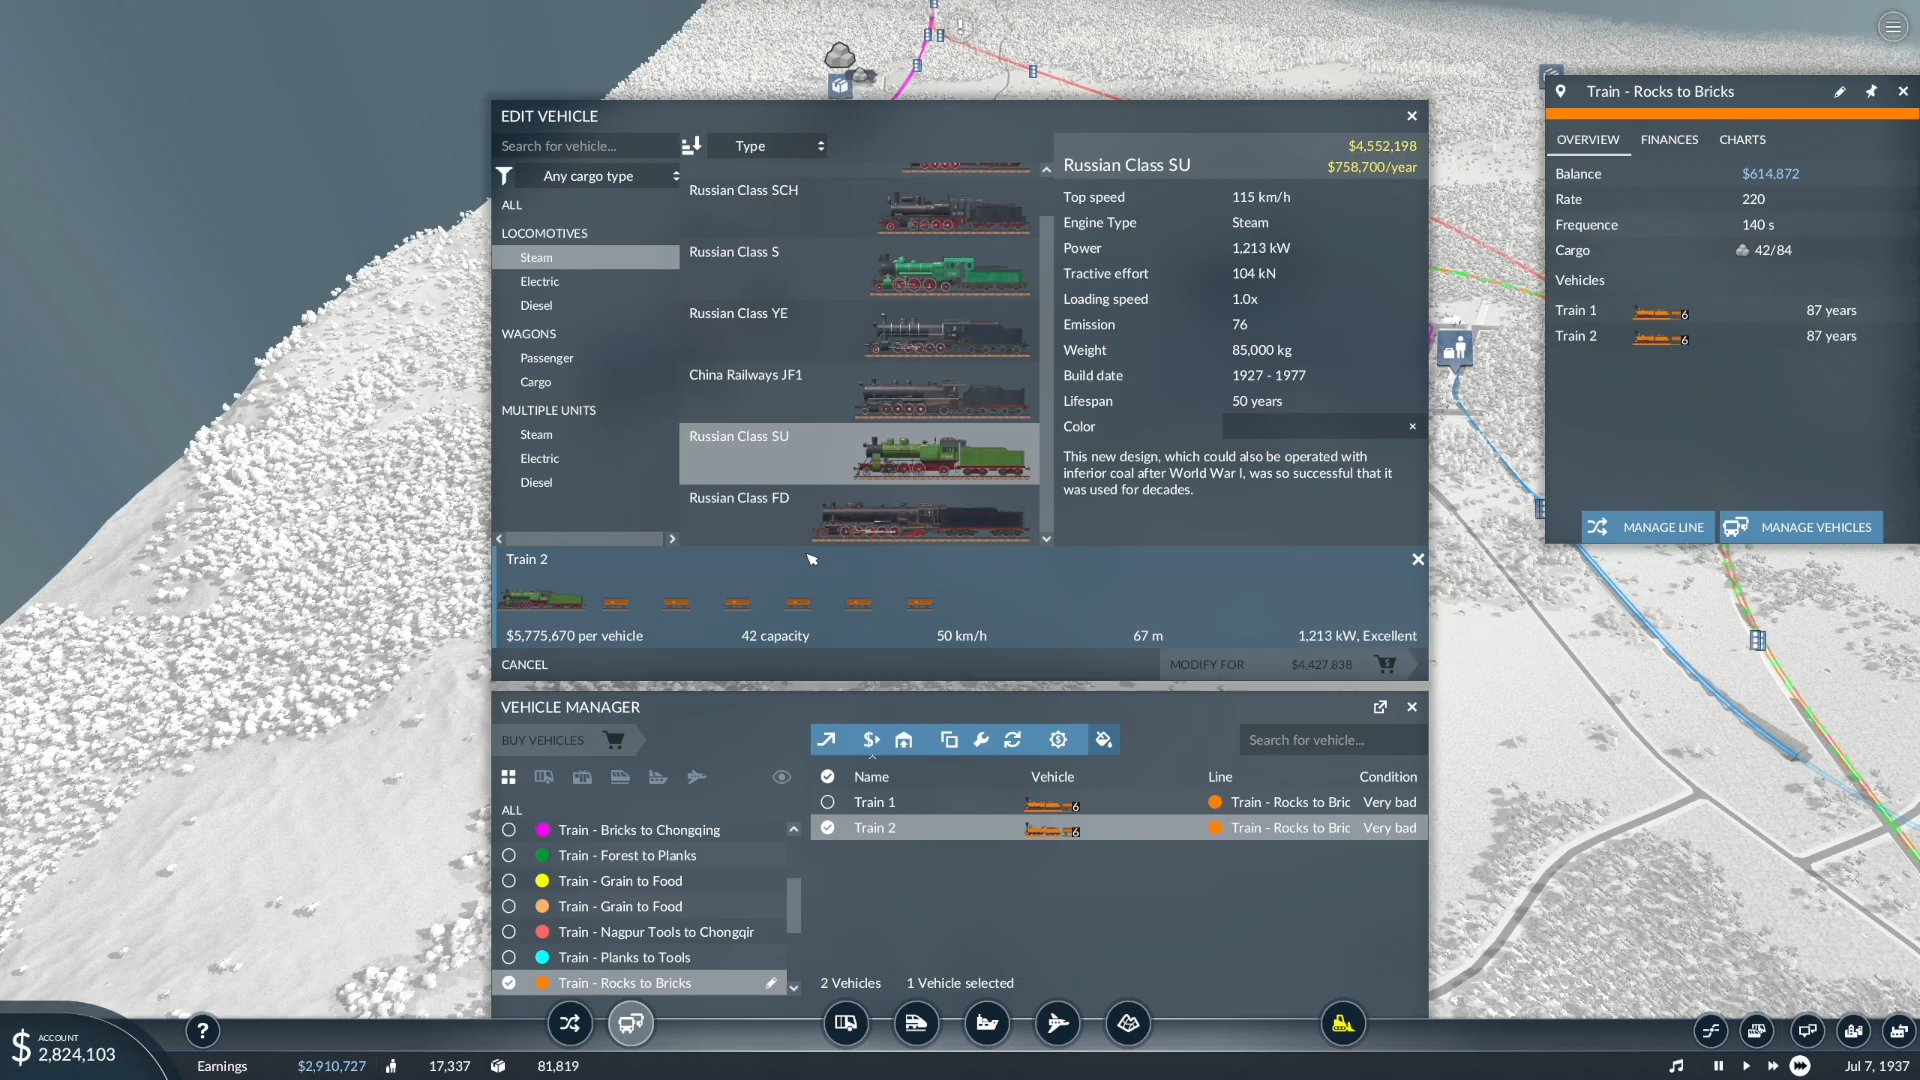 EDIT VEHICLE
Search for vehicle...
Type
Any cargo type
ALL
LOCOMOTIVES
Steam
Electric
Diesel
WAGONS
Passenger
Cargo
MULTIPLE UNITS
Steam
Electric
Diesel
Russian Class SCH
Russian Class S
Russian Class YE
China Railways JF1
Russian Class SU
Russian Class FD
$4,552,198
Russian Class SU
$758,700/year
Top speed 115 km/h
Engine Type Steam
Power 1,213 kW
Tractive effort 104 kN
Loading speed 1.0x
Emission 76
Weight 85,000 kg
Build date 1927 - 1977
Lifespan 50 years
Color
This new design, which could also be operated with
inferior coal after World War I, was so successful that it
was used for decades.
Train 2
$5,775,670 per vehicle 42 capacity 50 km/h 67 m 1,213 kW, Excellent
CANCEL
MODIFY FOR $4,427,838
Train - Rocks to Bricks
OVERVIEW FINANCES CHARTS
Balance $614,872
Rate 220
Frequence 140 s
Cargo 42/84
Vehicles
Train 1 6 87 years
Train 2 6 87 years
MANAGE LINE MANAGE VEHICLES
VEHICLE MANAGER
BUY VEHICLES
Search for vehicle...
ALL
Train - Bricks to Chongqing
Train - Forest to Planks
Train - Grain to Food
Train - Grain to Food
Train - Nagpur Tools to Chongqir
Train - Planks to Tools
Train - Rocks to Bricks
Name Vehicle Line Condition
Train 1 6 Train - Rocks to Bric Very bad
Train 2 6 Train - Rocks to Bric Very bad
2 Vehicles 1 Vehicle selected
$ ACCOUNT
2,824,103
?
Earnings $2,910,727 17,337 81,819
Jul 7, 1937